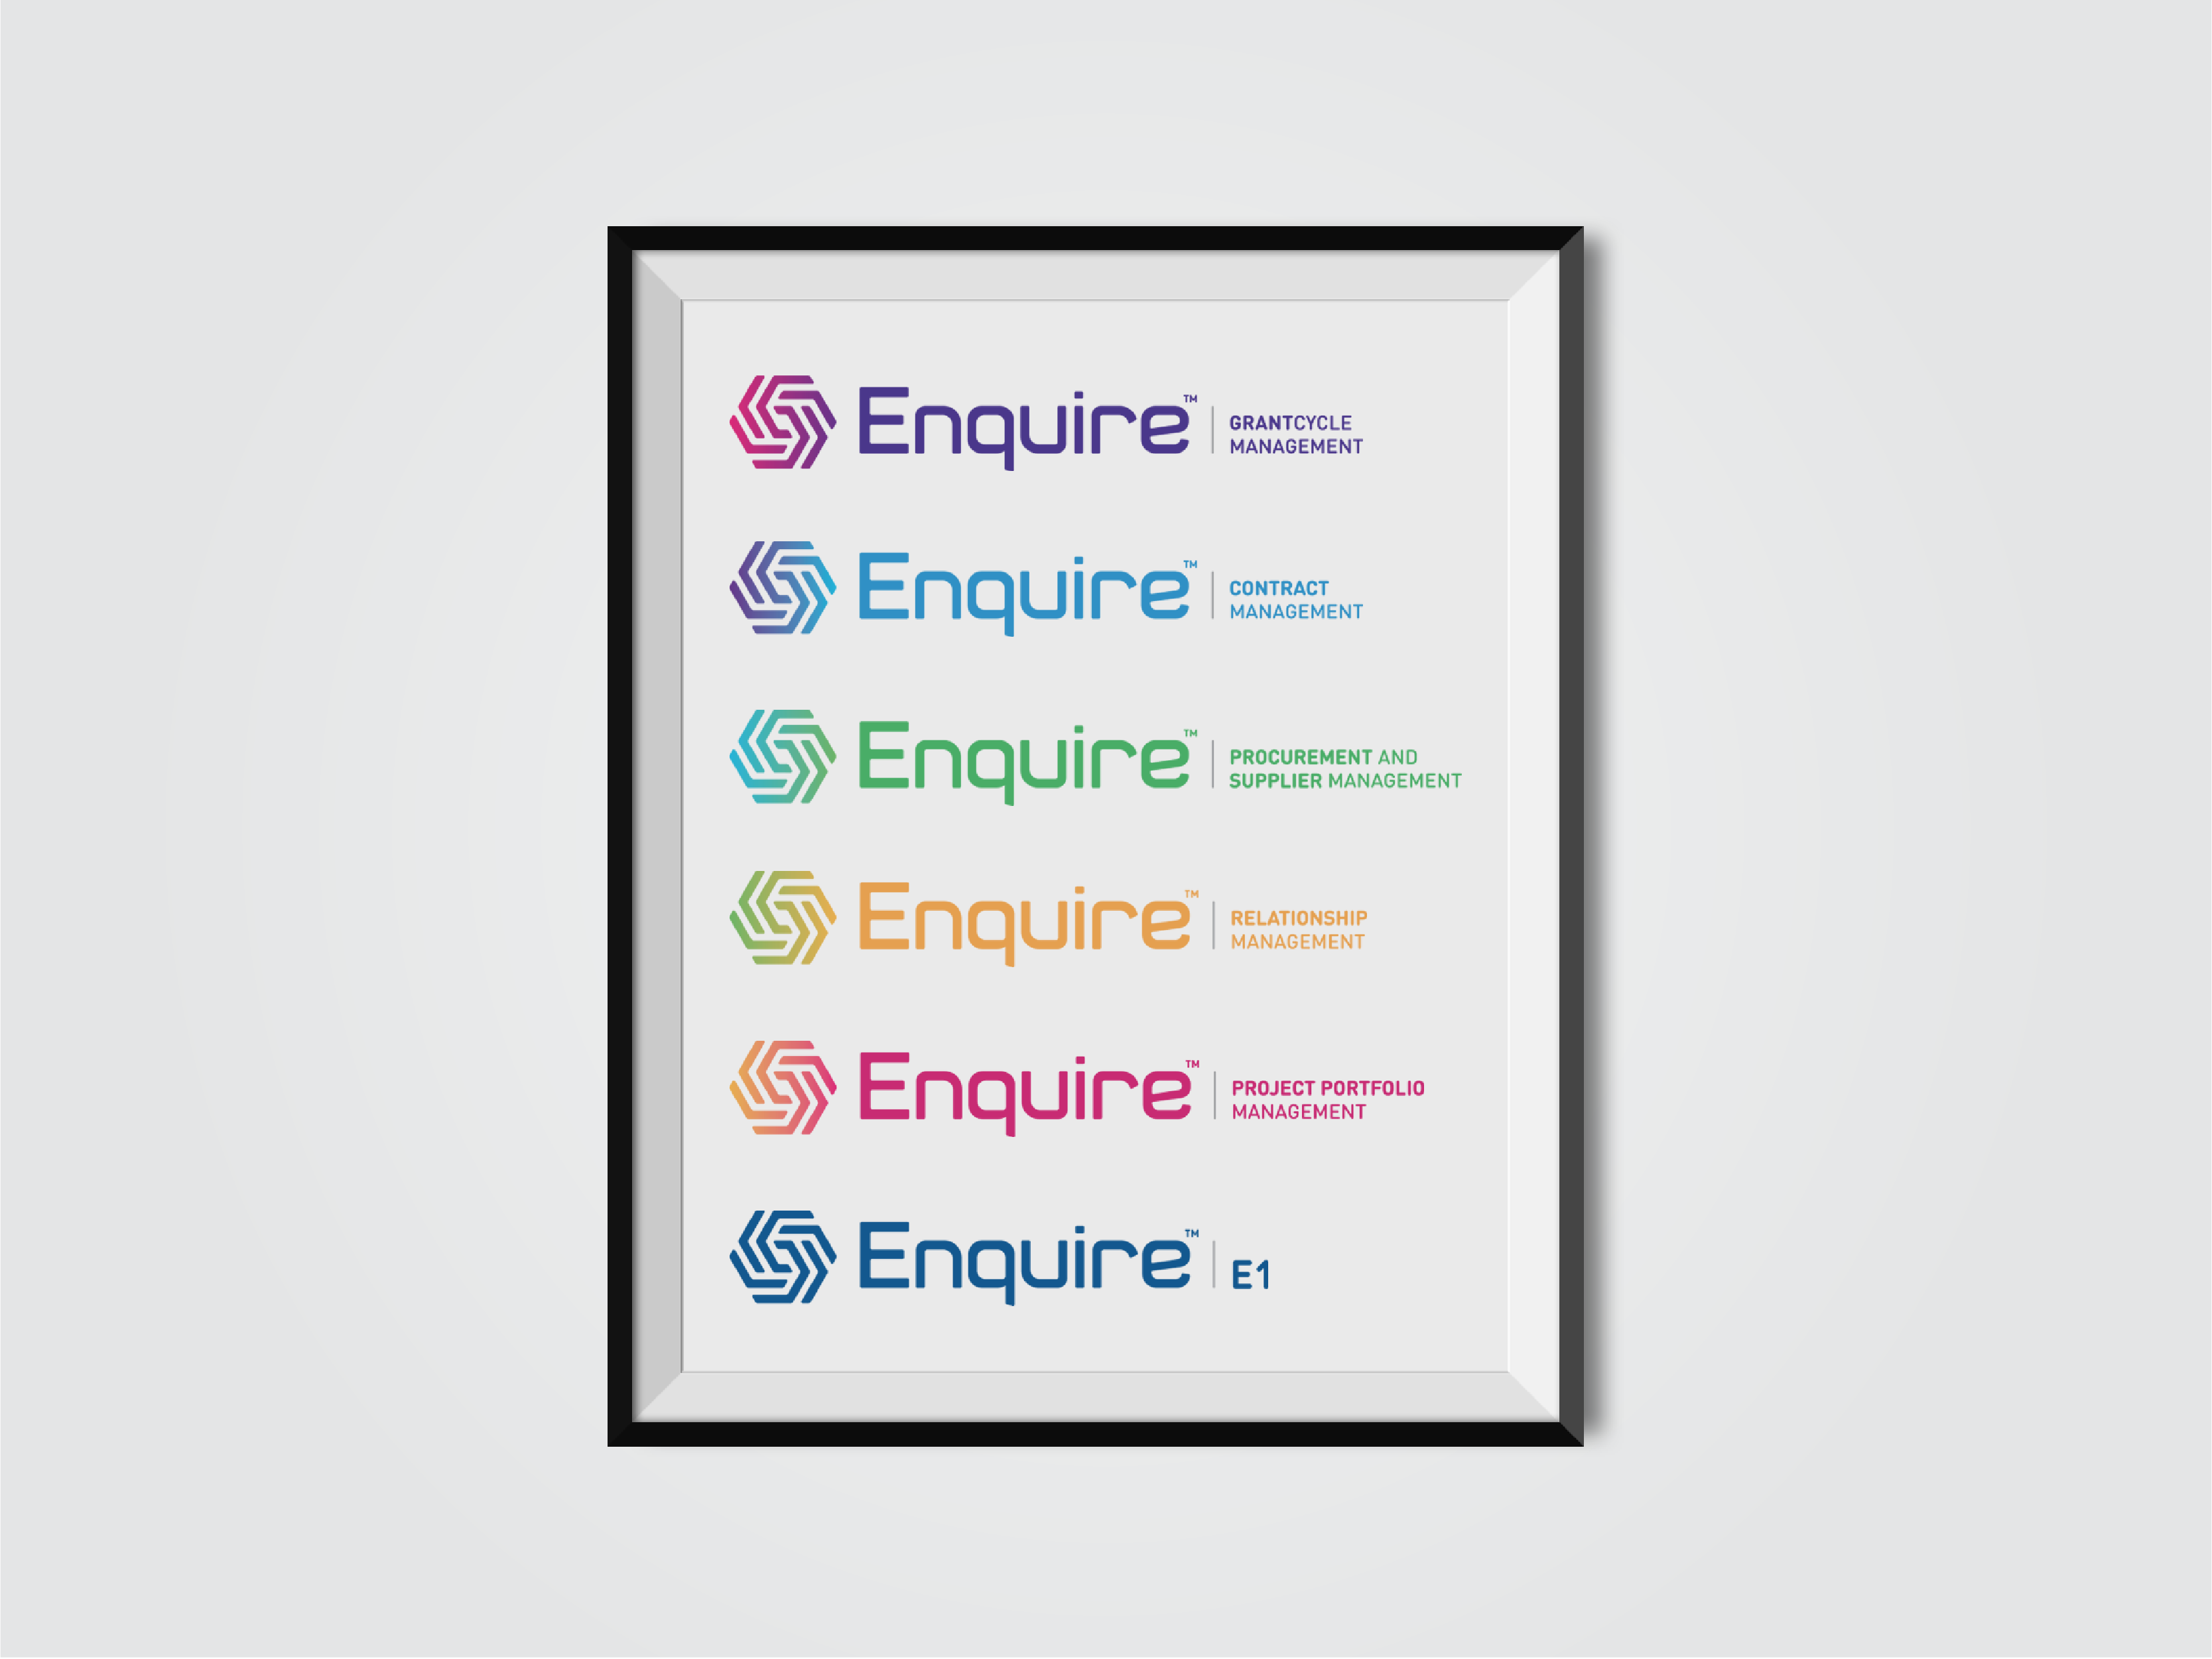 Enquire™ | GRANTCYCLE
MANAGEMENT
Enquire™ | CONTRACT
MANAGEMENT
Enquire™ | PROCUREMENT AND
SUPPLIER MANAGEMENT
Enquire™ | RELATIONSHIP
MANAGEMENT
Enquire™ | PROJECT PORTFOLIO
MANAGEMENT
Enquire™ | E1